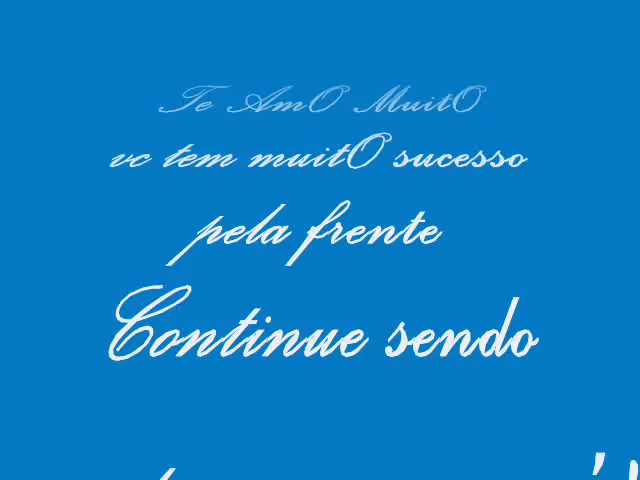 Te AmO MuitO
vc tem muitO sucesso
pela frente
Continue sendo